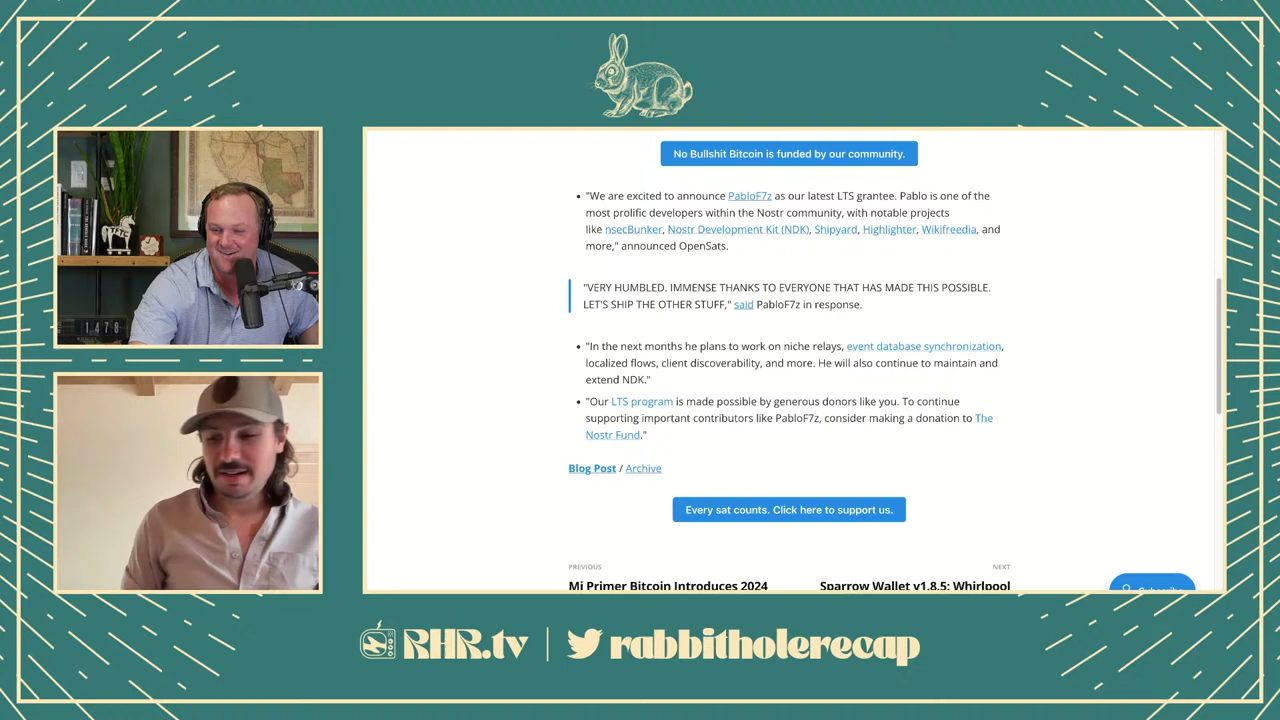 No Bullshit Bitcoin is funded by our community.
• "We are excited to announce PabloF7z as our latest LTS grantee. Pablo is one of the
most prolific developers within the Nostr community, with notable projects
like nsecBunker, Nostr Development Kit (NDK), Shipyard, Highlighter, Wikifreedia, and
more," announced OpenSats.
"VERY HUMBLED. IMMENSE THANKS TO EVERYONE THAT HAS MADE THIS POSSIBLE.
LET'S SHIP THE OTHER STUFF," said PabloF7z in response.
• "In the next months he plans to work on niche relays, event database synchronization,
localized flows, client discoverability, and more. He will also continue to maintain and
extend NDK."
• "Our LTS program is made possible by generous donors like you. To continue
supporting important contributors like PabloF7z, consider making a donation to The
Nostr Fund."
Blog Post / Archive
Every sat counts. Click here to support us.
PREVIOUS
NEXT
Mi Primer Bitcoin Introduces 2024
Sparrow Wallet v1.8.5: Whirlpool
Subscribe
1478
RHR.tv | rabbitholerecap